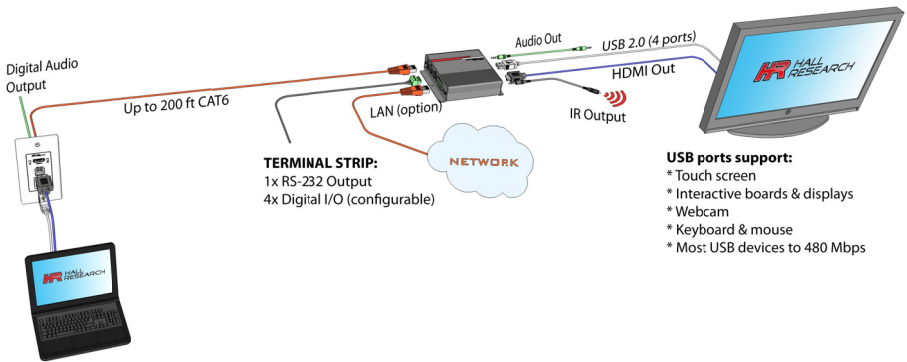 Digital Audio
Output
Up to 200 ft CAT6
LAN (option)
Audio Out
USB 2.0 (4 ports)
HDMI Out
IR Output
NETWORK
TERMINAL STRIP:
1x RS-232 Output
4x Digital I/O (configurable)
HR HALL
RESEARCH
USB ports support:
* Touch screen
* Interactive boards & displays
* Webcam
* Keyboard & mouse
* Most USB devices to 480 Mbps
HR HALL
RESEARCH